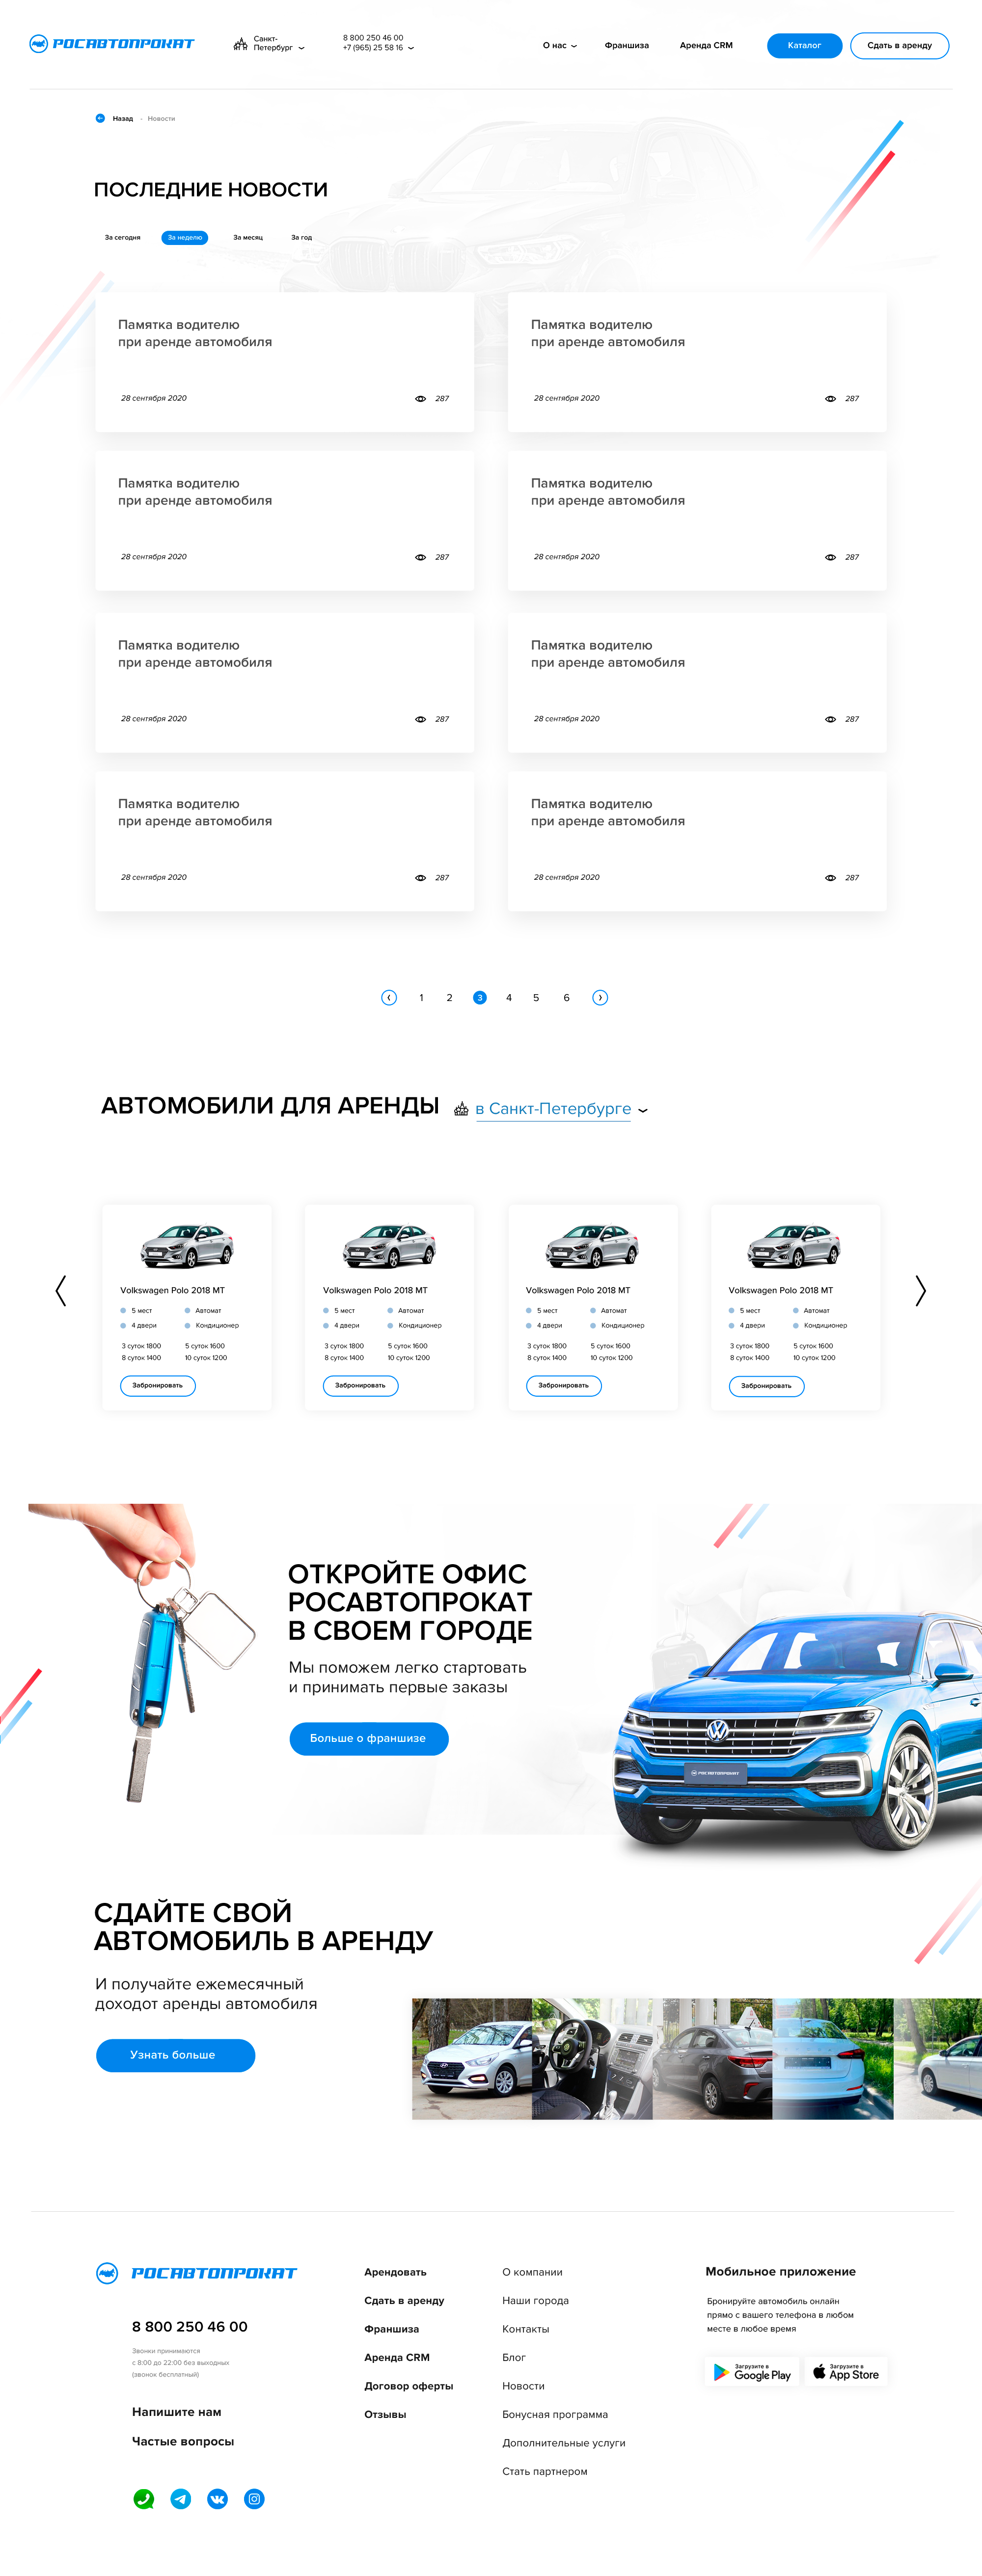 РОСАВТОПРОКАТ
Санкт-
Петербург
8 800 250 46 00
+7 (965) 25 58 16
О нас
Франшиза
Аренда CRM
Каталог
Сдать в аренду
Назад - Новости
ПОСЛЕДНИЕ НОВОСТИ
За сегодня
За неделю
За месяц
За год
Памятка водителю
при аренде автомобиля
28 сентября 2020
287
Памятка водителю
при аренде автомобиля
28 сентября 2020
287
Памятка водителю
при аренде автомобиля
28 сентября 2020
287
Памятка водителю
при аренде автомобиля
28 сентября 2020
287
Памятка водителю
при аренде автомобиля
28 сентября 2020
287
Памятка водителю
при аренде автомобиля
28 сентября 2020
287
Памятка водителю
при аренде автомобиля
28 сентября 2020
287
Памятка водителю
при аренде автомобиля
28 сентября 2020
287
1 2 3 4 5 6
АВТОМОБИЛИ ДЛЯ АРЕНДЫ
в Санкт-Петербурге
Volkswagen Polo 2018 MT
5 мест
Автомат
4 двери
Кондиционер
3 суток 1800
5 суток 1600
8 суток 1400
10 суток 1200
Забронировать
Volkswagen Polo 2018 MT
5 мест
Автомат
4 двери
Кондиционер
3 суток 1800
5 суток 1600
8 суток 1400
10 суток 1200
Забронировать
Volkswagen Polo 2018 MT
5 мест
Автомат
4 двери
Кондиционер
3 суток 1800
5 суток 1600
8 суток 1400
10 суток 1200
Забронировать
Volkswagen Polo 2018 MT
5 мест
Автомат
4 двери
Кондиционер
3 суток 1800
5 суток 1600
8 суток 1400
10 суток 1200
Забронировать
ОТКРОЙТЕ ОФИС
РОСАВТОПРОКАТ
В СВОЕМ ГОРОДЕ
Мы поможем легко стартовать
и принимать первые заказы
Больше о франшизе
РОСАВТОПРОКАТ
СДАЙТЕ СВОЙ
АВТОМОБИЛЬ В АРЕНДУ
И получайте ежемесячный
доходот аренды автомобиля
Узнать больше
РОСАВТОПРОКАТ
8 800 250 46 00
Звонки принимаются
с 8:00 до 22:00 без выходных
(звонок бесплатный)
Напишите нам
Частые вопросы
Арендовать
Сдать в аренду
Франшиза
Аренда CRM
Договор оферты
Отзывы
О компании
Наши города
Контакты
Блог
Новости
Бонусная программа
Дополнительные услуги
Стать партнером
Мобильное приложение
Бронируйте автомобиль онлайн
прямо с вашего телефона в любом
месте в любое время
Загрузите в
Google Play
Загрузите в
App Store